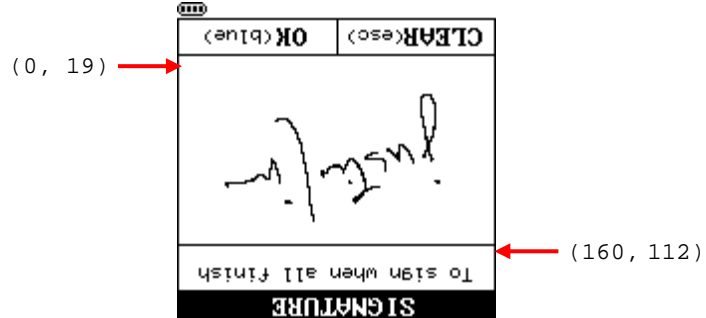 (0, 19)
(160, 112)
SIGNATURE
To sign when all finish
CLEAR(esc) OK(blue)